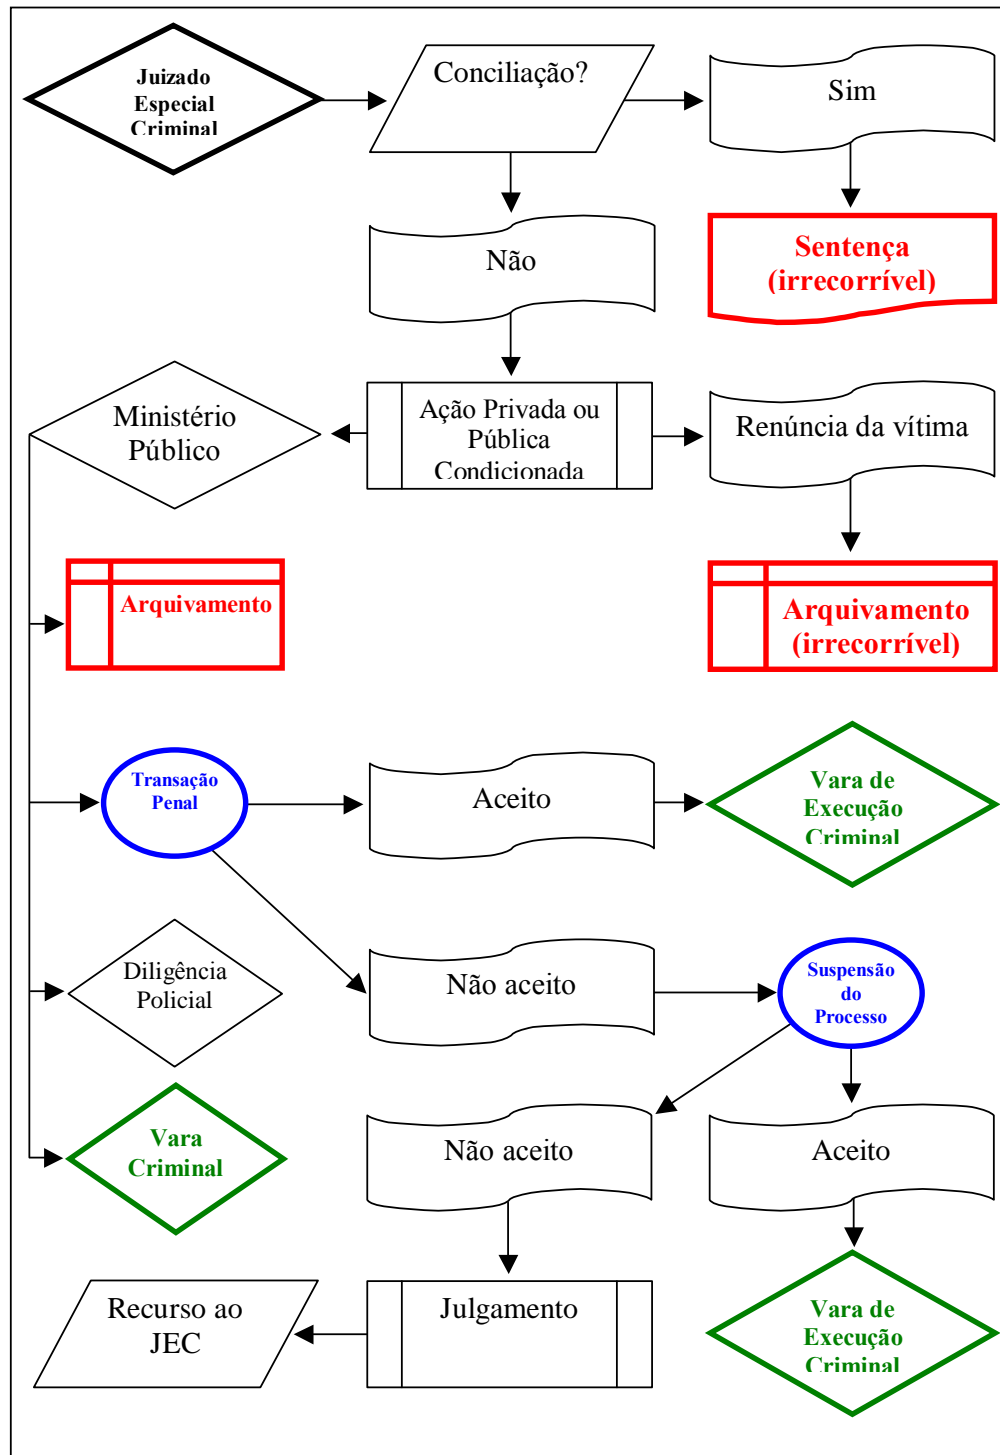 Juizado
Especial
Criminal
Conciliação?
Sim
Não
Sentença
(irrecorrível)
Ministério
Público
Ação Privada ou
Pública
Condicionada
Renúncia da vítima
Arquivamento
Arquivamento
(irrecorrível)
Transação
Penal
Aceito
Vara de
Execução
Criminal
Diligência
Policial
Não aceito
Suspensão
do
Processo
Vara
Criminal
Não aceito
Aceito
Recurso ao
JEC
Julgamento
Vara de
Execução
Criminal